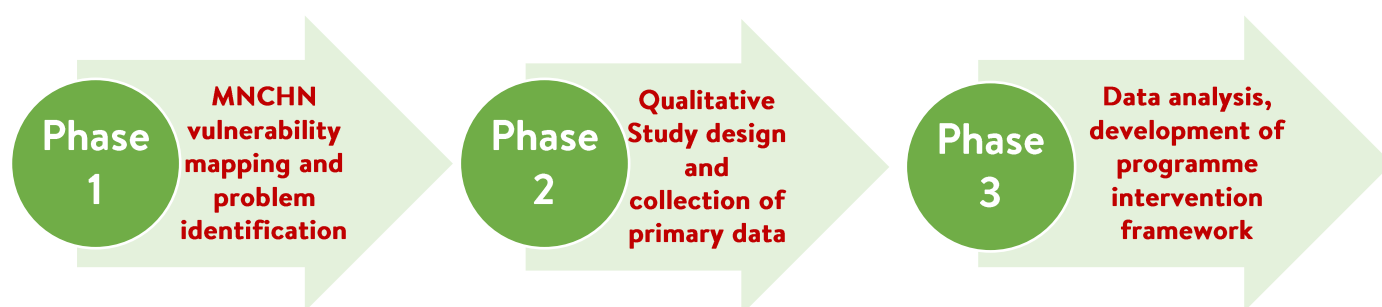 Phase
1
MNCHN
vulnerability
mapping and
problem
identification
Phase
2
Qualitative
Study design
and
collection of
primary data
Phase
3
Data analysis,
development of
programme
intervention
framework